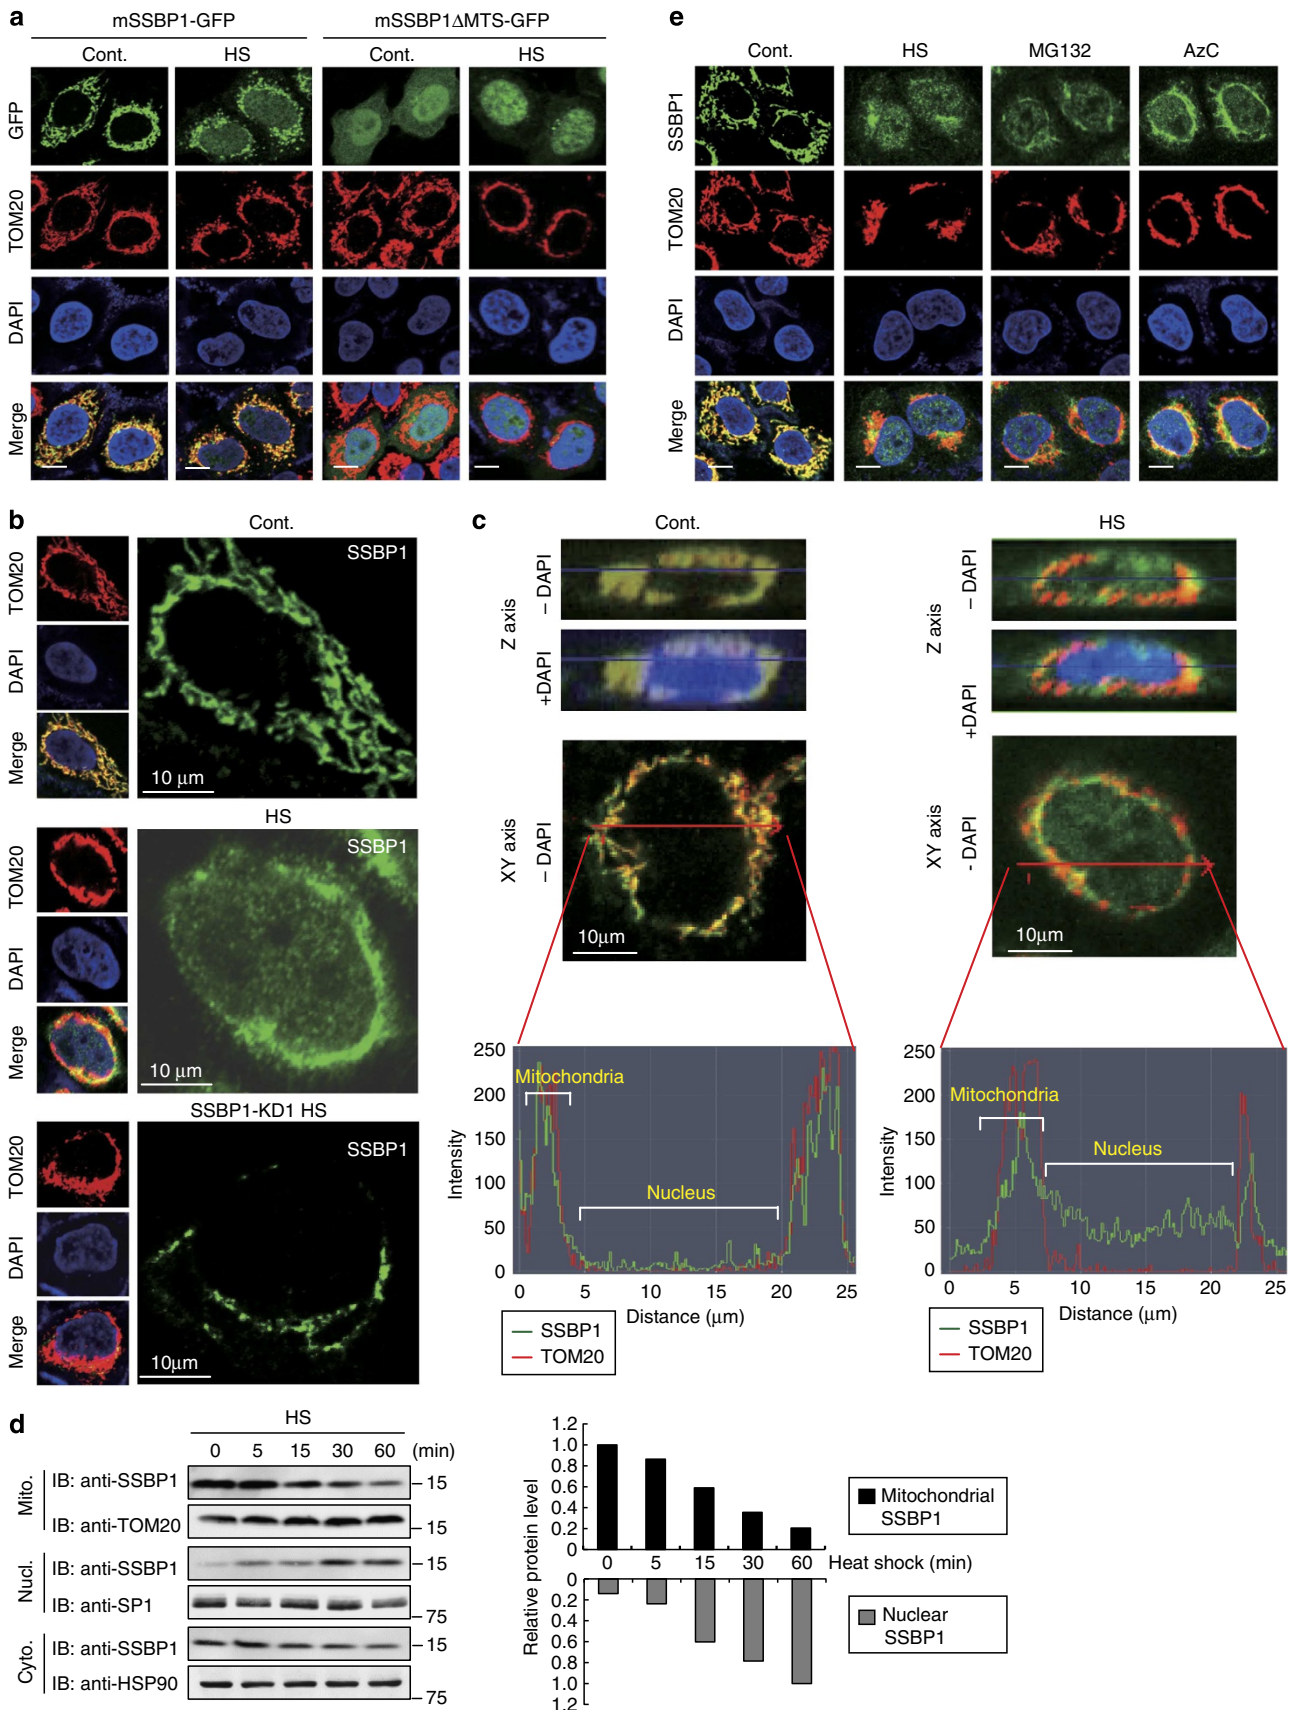 a
mSSBP1-GFP
mSSBP1ΔMTS-GFP
Cont.
HS
Cont.
HS
GFP
TOM20
DAPI
Merge
e
Cont.
HS
MG132
AzC
SSBP1
TOM20
DAPI
Merge
b
Cont.
TOM20
DAPI
Merge
SSBP1
10 μm
HS
TOM20
DAPI
Merge
SSBP1
10 μm
SSBP1-KD1 HS
TOM20
DAPI
Merge
SSBP1
10μm
c
Cont.
Z axis
– DAPI
+DAPI
XY axis
– DAPI
10μm
250
200
150
100
50
0
Intensity
Mitochondria
Nucleus
0 5 10 15 20 25
Distance (μm)
SSBP1
TOM20
HS
Z axis
– DAPI
+DAPI
XY axis
- DAPI
10μm
250
200
150
100
50
0
Intensity
Mitochondria
Nucleus
0 5 10 15 20 25
Distance (μm)
SSBP1
TOM20
d
HS
0 5 15 30 60 (min)
Mito.
IB: anti-SSBP1 15
IB: anti-TOM20 15
Nucl.
IB: anti-SSBP1 15
IB: anti-SP1 75
Cyto.
IB: anti-SSBP1 15
IB: anti-HSP90 75
Relative protein level
1.2
1.0
0.8
0.6
0.4
0.2
0
0 5 15 30 60 Heat shock (min)
0
0.2
0.4
0.6
0.8
1.0
1.2
Mitochondrial
SSBP1
Nuclear
SSBP1